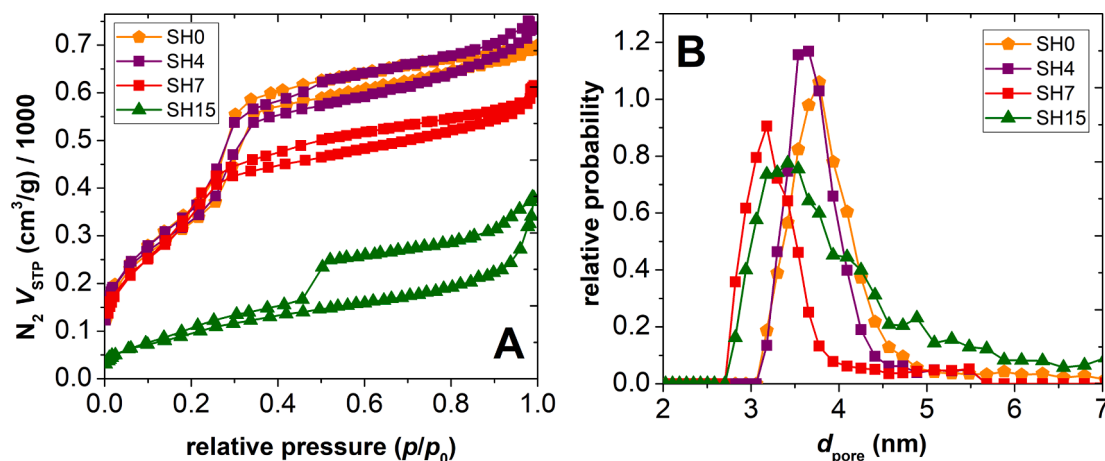 A
SH0
SH4
SH7
SH15
N₂ V_STP (cm³/g) / 1000
0.7
0.6
0.5
0.4
0.3
0.2
0.1
0.0
0.0 0.2 0.4 0.6 0.8 1.0
relative pressure (p/p₀)
B
SH0
SH4
SH7
SH15
relative probability
1.2
1.0
0.8
0.6
0.4
0.2
0.0
2 3 4 5 6 7
d_pore (nm)